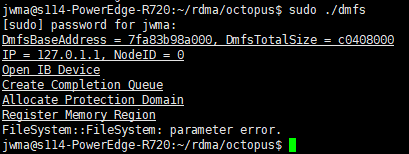 jwma@s114-PowerEdge-R720:~/rdma/octopus$ sudo ./dmfs
[sudo] password for jwma:
DmfsBaseAddress = 7fa83b98a000, DmfsTotalSize = c0408000
IP = 127.0.1.1, NodeID = 0
Open IB Device
Create Completion Queue
Allocate Protection Domain
Register Memory Region
FileSystem::FileSystem: parameter error.
jwma@s114-PowerEdge-R720:~/rdma/octopus$